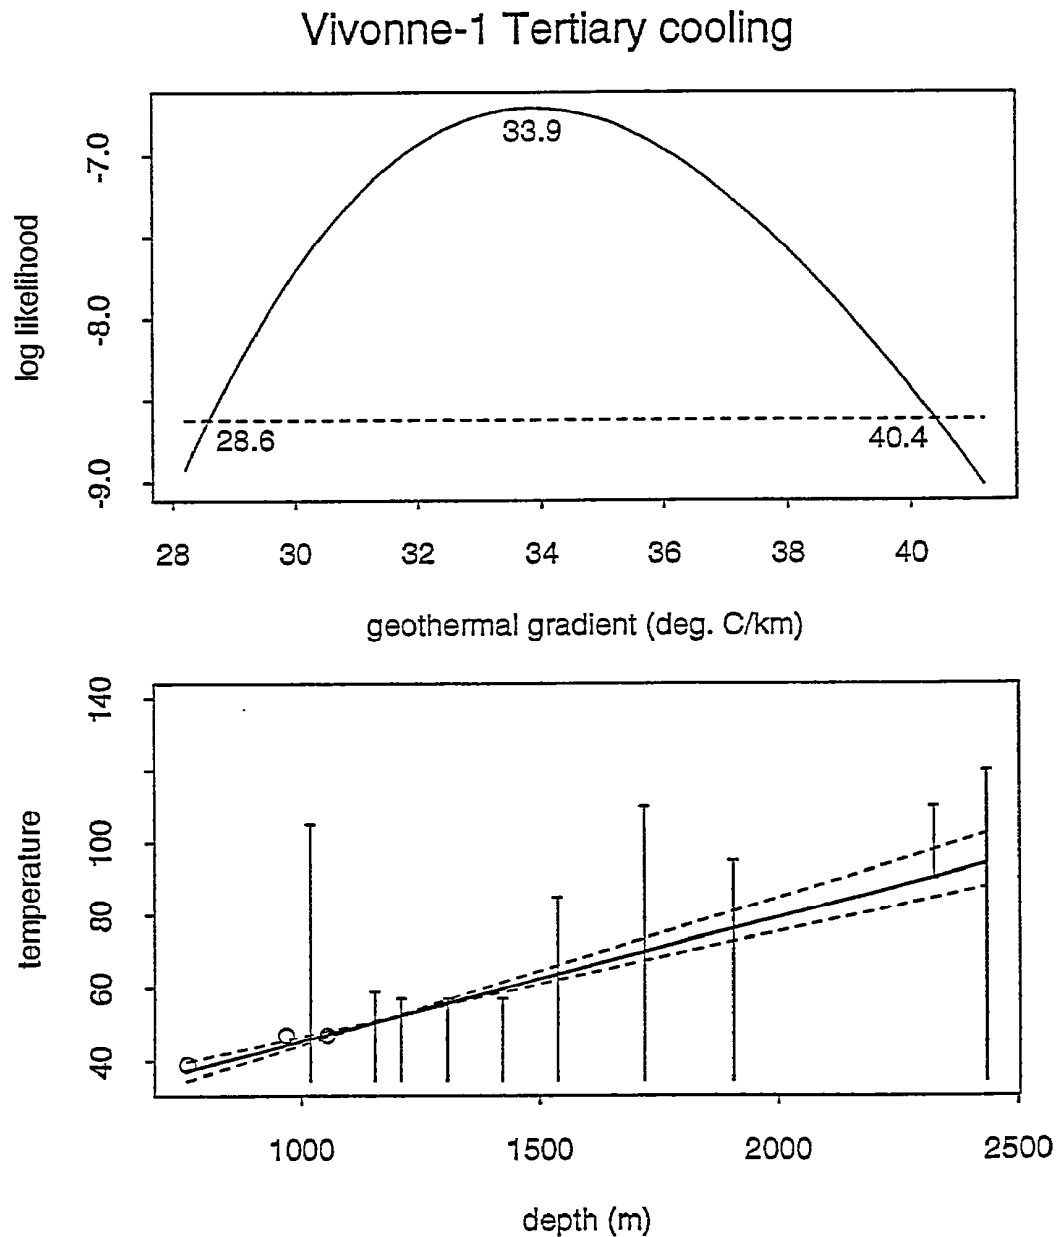 Vivonne-1 Tertiary cooling
log likelihood
-7.0
-8.0
-9.0
33.9
28.6
40.4
28 30 32 34 36 38 40
geothermal gradient (deg. C/km)
temperature
140
100
80
60
40
1000 1500 2000 2500
depth (m)